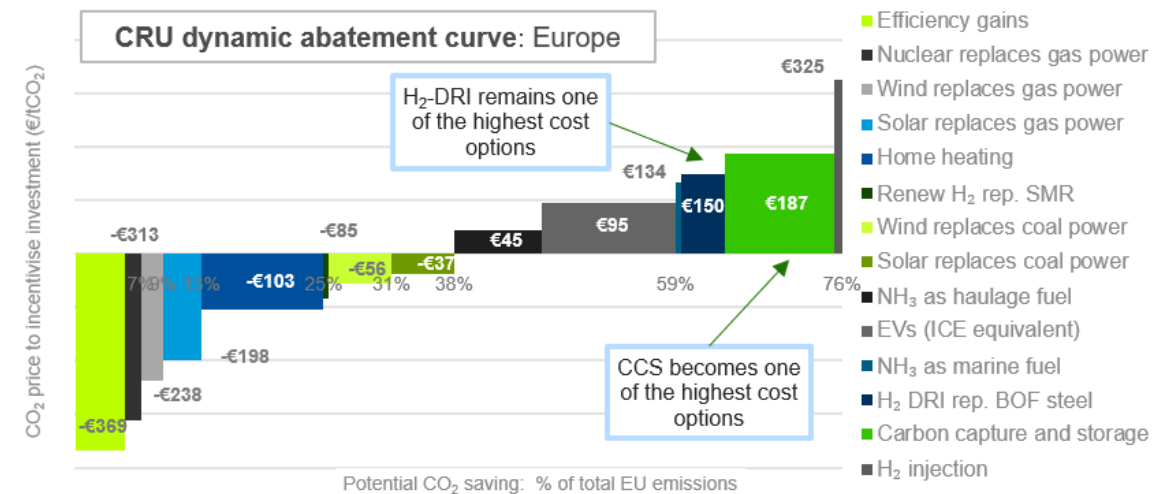 CRU dynamic abatement curve: Europe
CO₂ price to incentivise investment (€/tCO₂)
H₂-DRI remains one
of the highest cost
options
€325
€134
€150
€187
€95
€45
-€313
-€85
-€56
-€37
-€103
7%
9%
13%
25%
31%
38%
59%
76%
-€198
-€238
-€369
CCS becomes one
of the highest cost
options
Potential CO₂ saving: % of total EU emissions
Efficiency gains
Nuclear replaces gas power
Wind replaces gas power
Solar replaces gas power
Home heating
Renew H₂ rep. SMR
Wind replaces coal power
Solar replaces coal power
NH₃ as haulage fuel
EVs (ICE equivalent)
NH₃ as marine fuel
H₂ DRI rep. BOF steel
Carbon capture and storage
H₂ injection